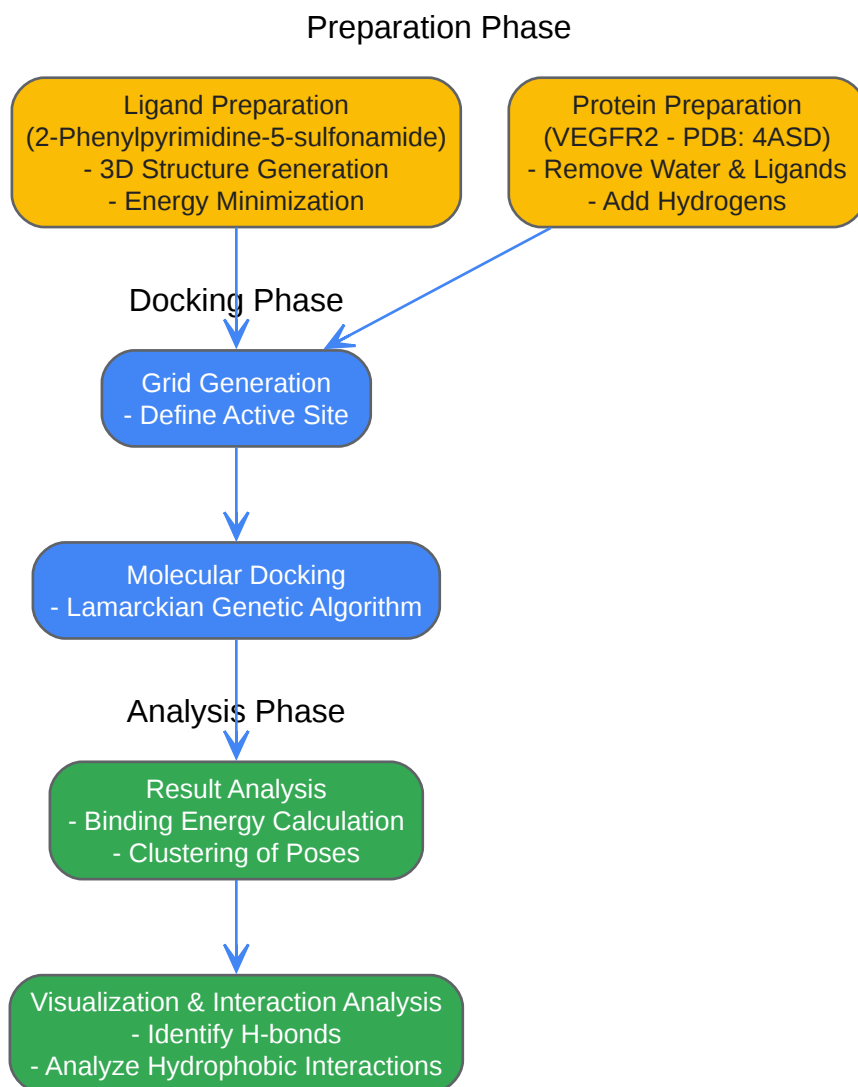 Preparation Phase
Ligand Preparation
(2-Phenylpyrimidine-5-sulfonamide)
- 3D Structure Generation
- Energy Minimization
Protein Preparation
(VEGFR2 - PDB: 4ASD)
- Remove Water & Ligands
- Add Hydrogens
Docking Phase
Grid Generation
- Define Active Site
Molecular Docking
- Lamarckian Genetic Algorithm
Analysis Phase
Result Analysis
- Binding Energy Calculation
- Clustering of Poses
Visualization & Interaction Analysis
- Identify H-bonds
- Analyze Hydrophobic Interactions